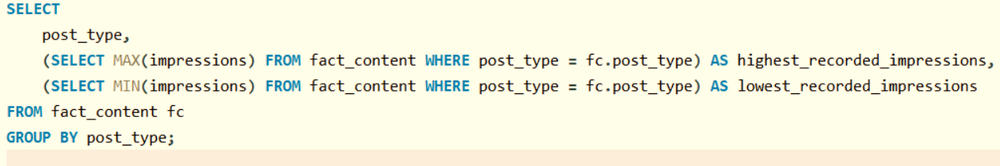 SELECT
    post_type,
    (SELECT MAX(impressions) FROM fact_content WHERE post_type = fc.post_type) AS highest_recorded_impressions,
    (SELECT MIN(impressions) FROM fact_content WHERE post_type = fc.post_type) AS lowest_recorded_impressions
FROM fact_content fc
GROUP BY post_type;